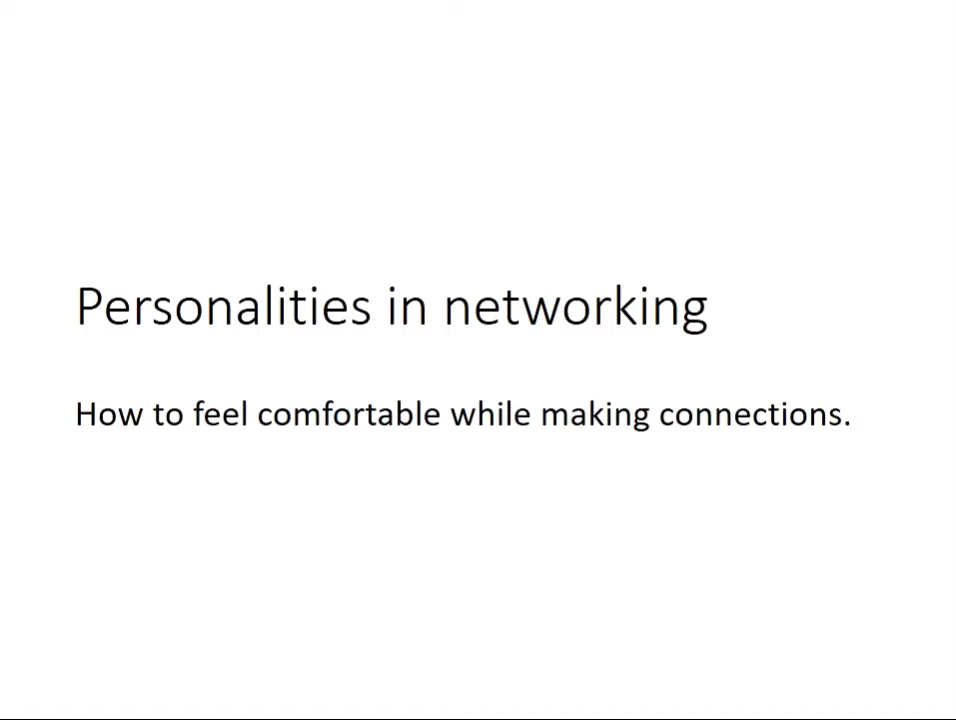 Personalities in networking
How to feel comfortable while making connections.